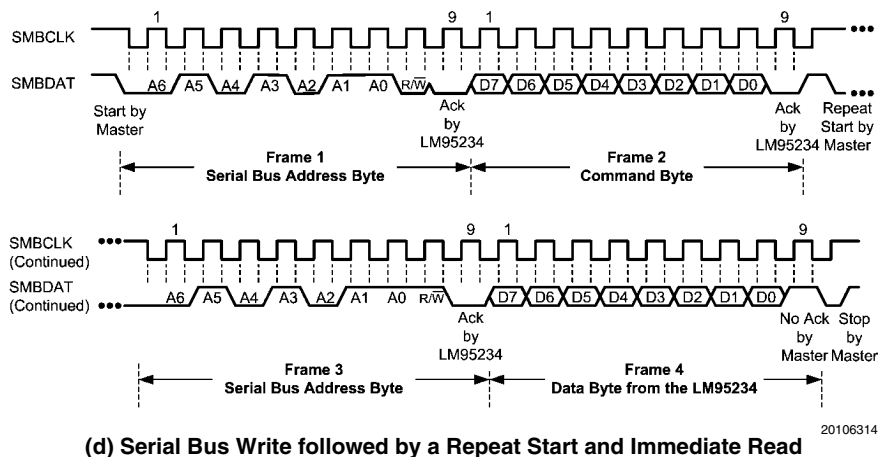 1 9 1 9
SMBCLK
SMBDAT
A6 A5 A4 A3 A2 A1 A0 R/W D7 D6 D5 D4 D3 D2 D1 D0
Start by Master
Ack by LM95234
Ack by LM95234
Repeat Start by Master
Frame 1
Serial Bus Address Byte
Frame 2
Command Byte
1 9 1 9
SMBCLK
(Continued)
SMBDAT
(Continued)
A6 A5 A4 A3 A2 A1 A0 R/W D7 D6 D5 D4 D3 D2 D1 D0
Ack by LM95234
No Ack by Master
Stop by Master
Frame 3
Serial Bus Address Byte
Frame 4
Data Byte from the LM95234
20106314
(d) Serial Bus Write followed by a Repeat Start and Immediate Read